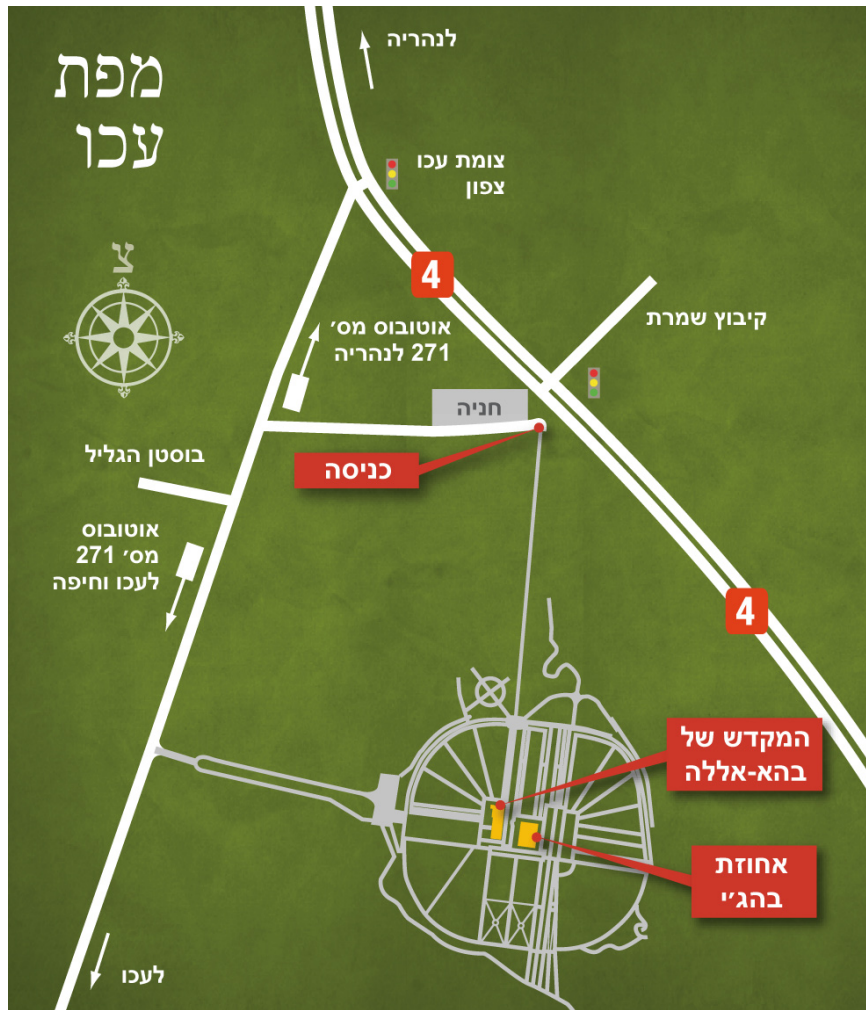 מפת
עכו
לנהריה
צומת עכו
צפון
צ
4
קיבוץ שמרת
אוטובוס מס׳
271 לנהריה
חניה
כניסה
בוסתן הגליל
אוטובוס
מס׳ 271
לעכו וחיפה
4
המקדש של
בהא-אללה
אחוזת
בהג׳י
לעכו